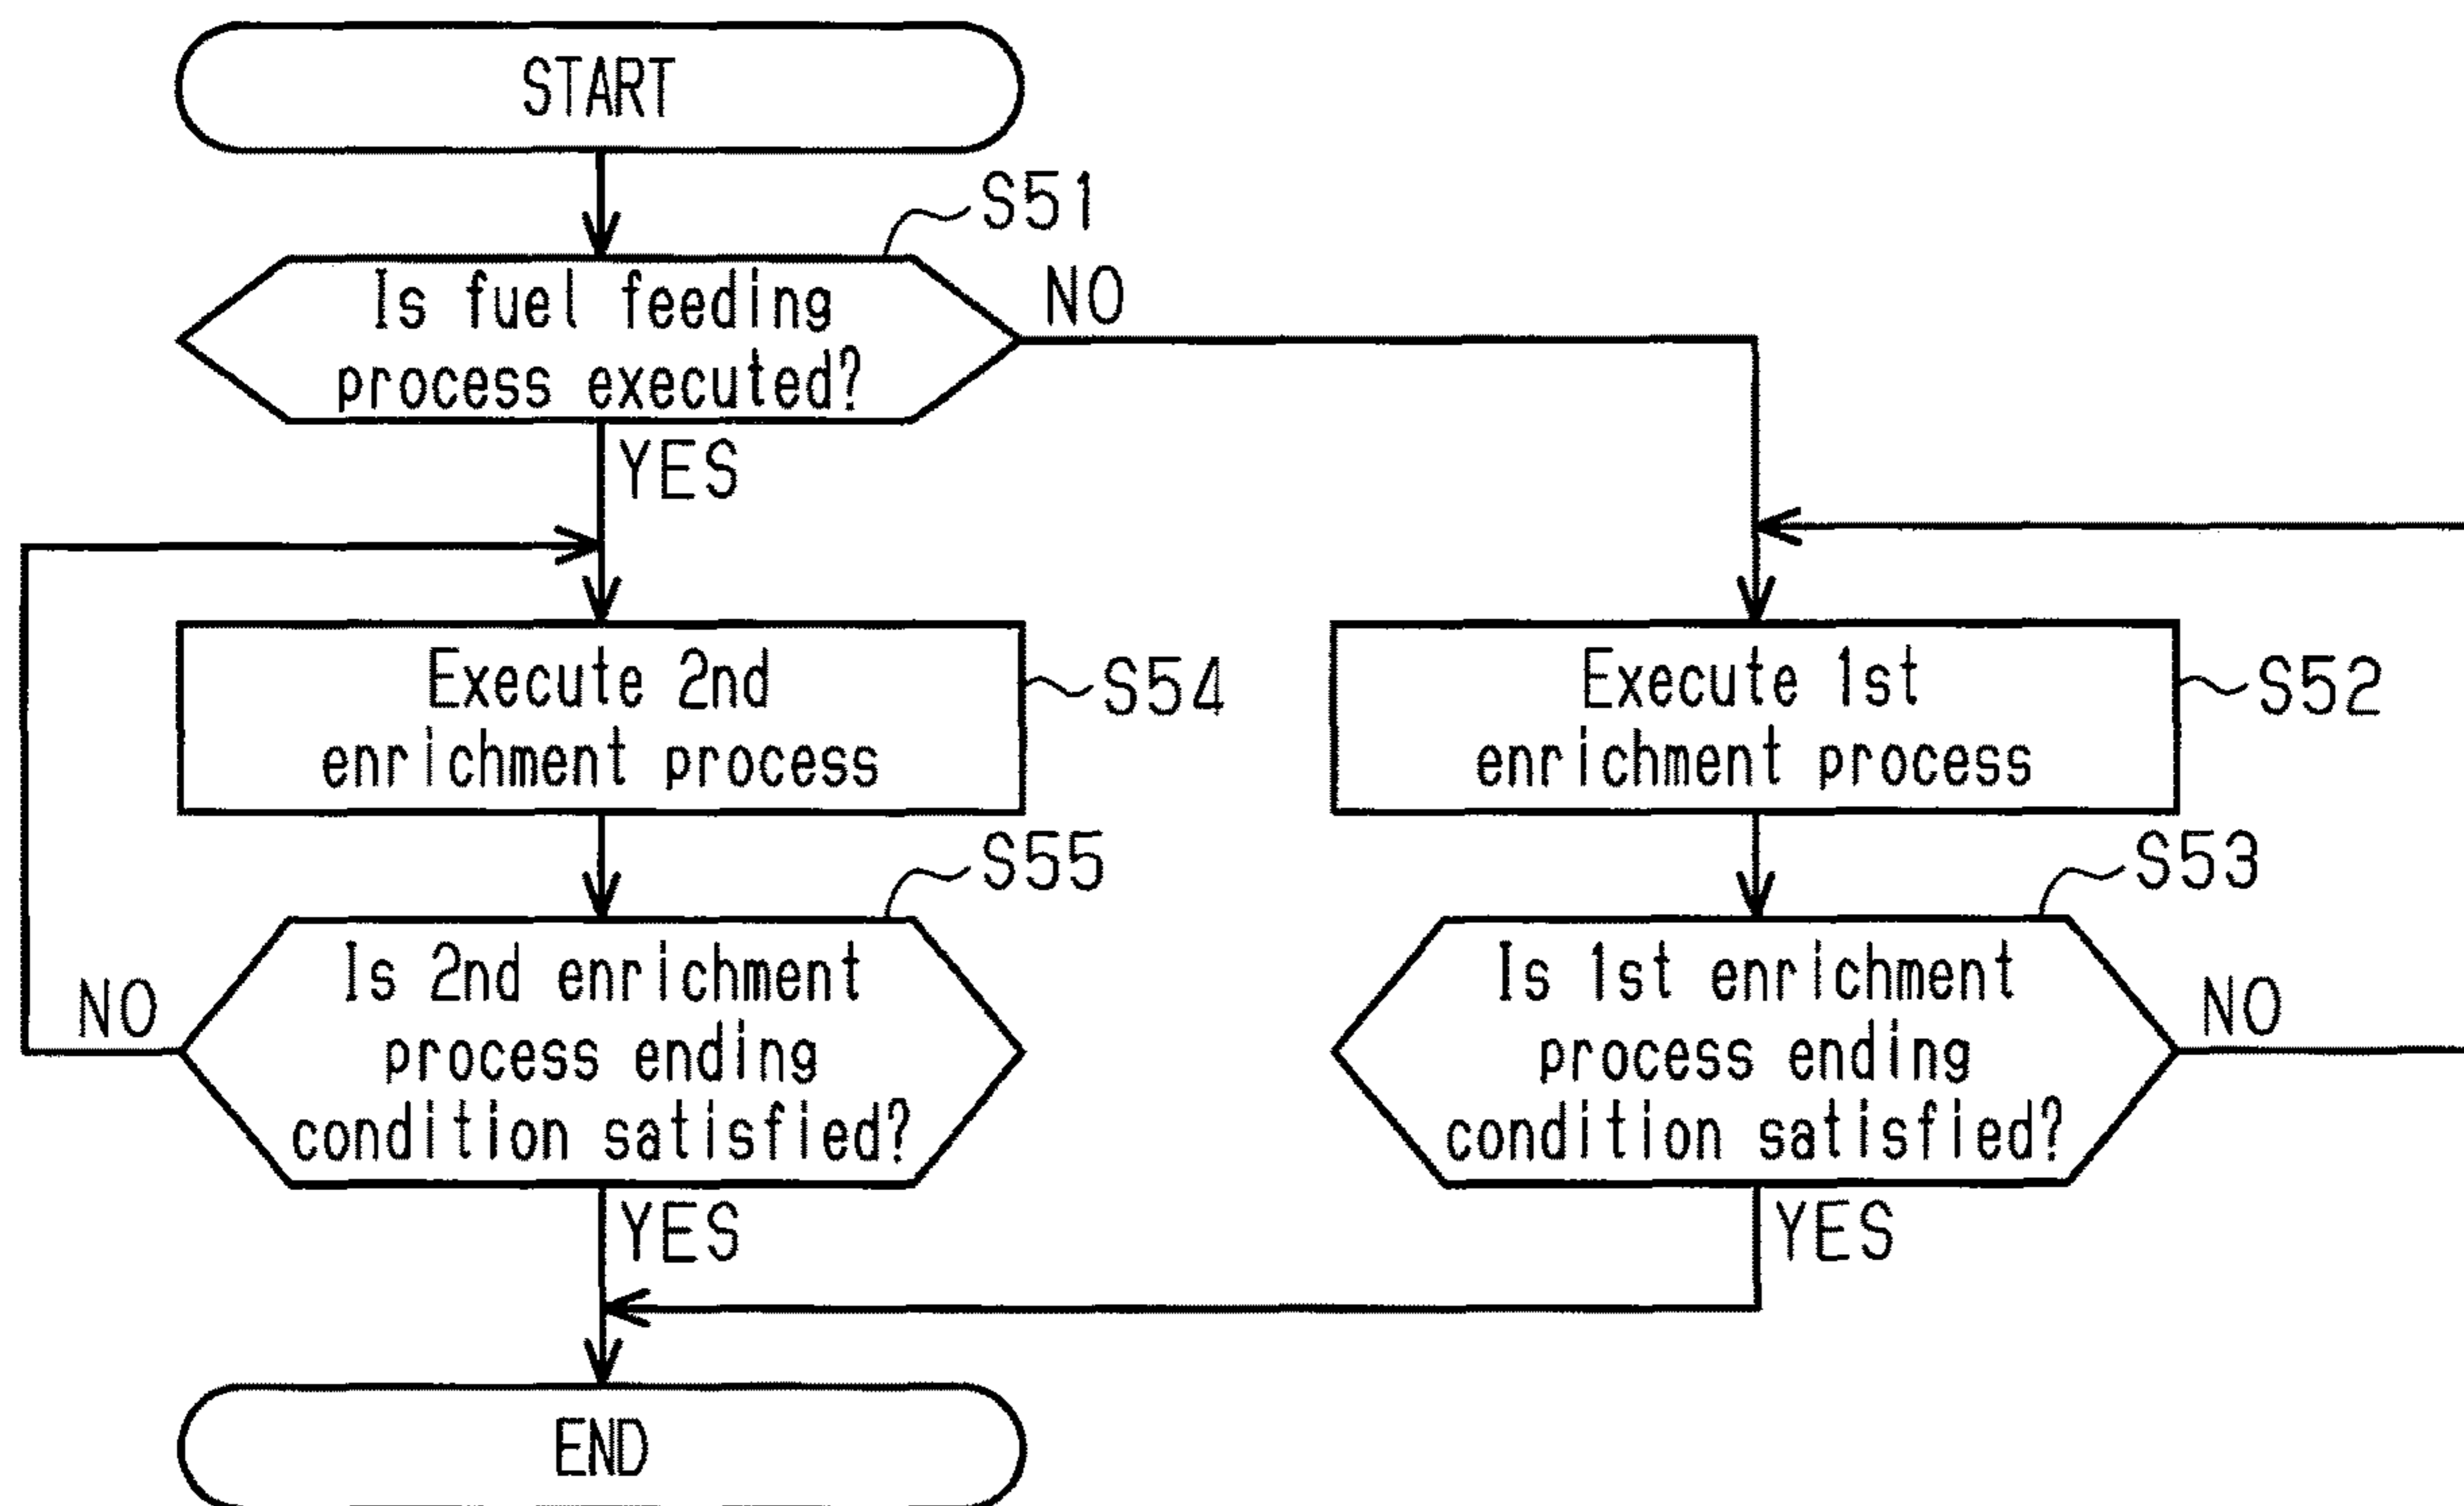 START
S51
Is fuel feeding
process executed?
NO
YES
Execute 2nd
enrichment process
S54
Execute 1st
enrichment process
S52
S55
Is 2nd enrichment
process ending
condition satisfied?
NO
YES
S53
Is 1st enrichment
process ending
condition satisfied?
NO
YES
END